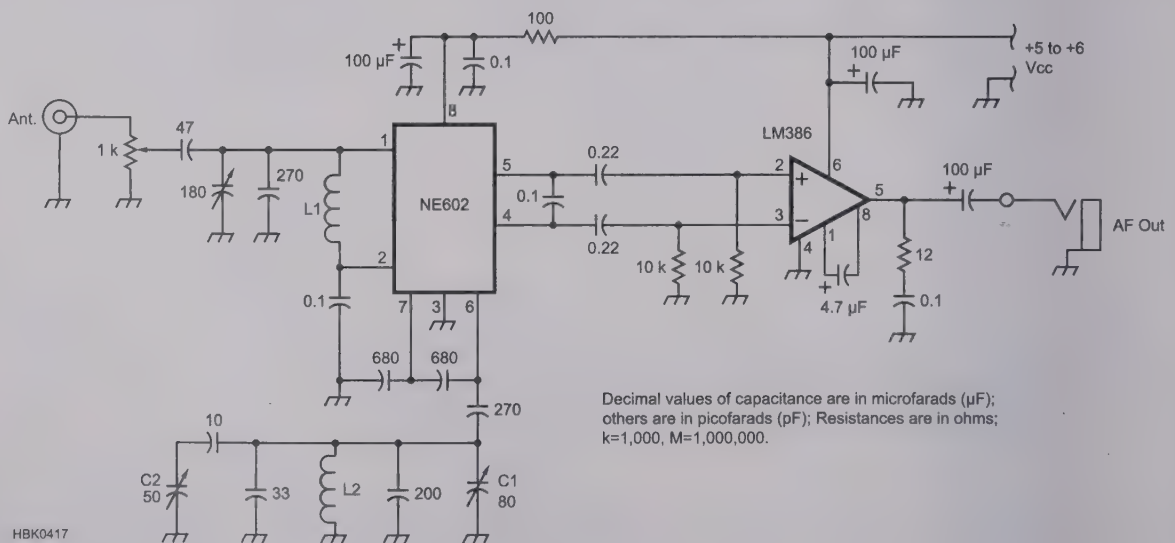 100
100 µF
+
0.1
100 µF
+
+5 to +6
Vcc
Ant.
1 k
47
180
270
L1
1
8
NE602
5
4
2
7
3
6
0.1
0.22
0.1
0.22
10 k
10 k
LM386
2
+
3
–
6
5
8
1
4
+
4.7 µF
100 µF
+
12
0.1
AF Out
0.1
680
680
270
10
C2
50
33
L2
200
C1
80
Decimal values of capacitance are in microfarads (µF);
others are in picofarads (pF); Resistances are in ohms;
k=1,000, M=1,000,000.
HBK0417